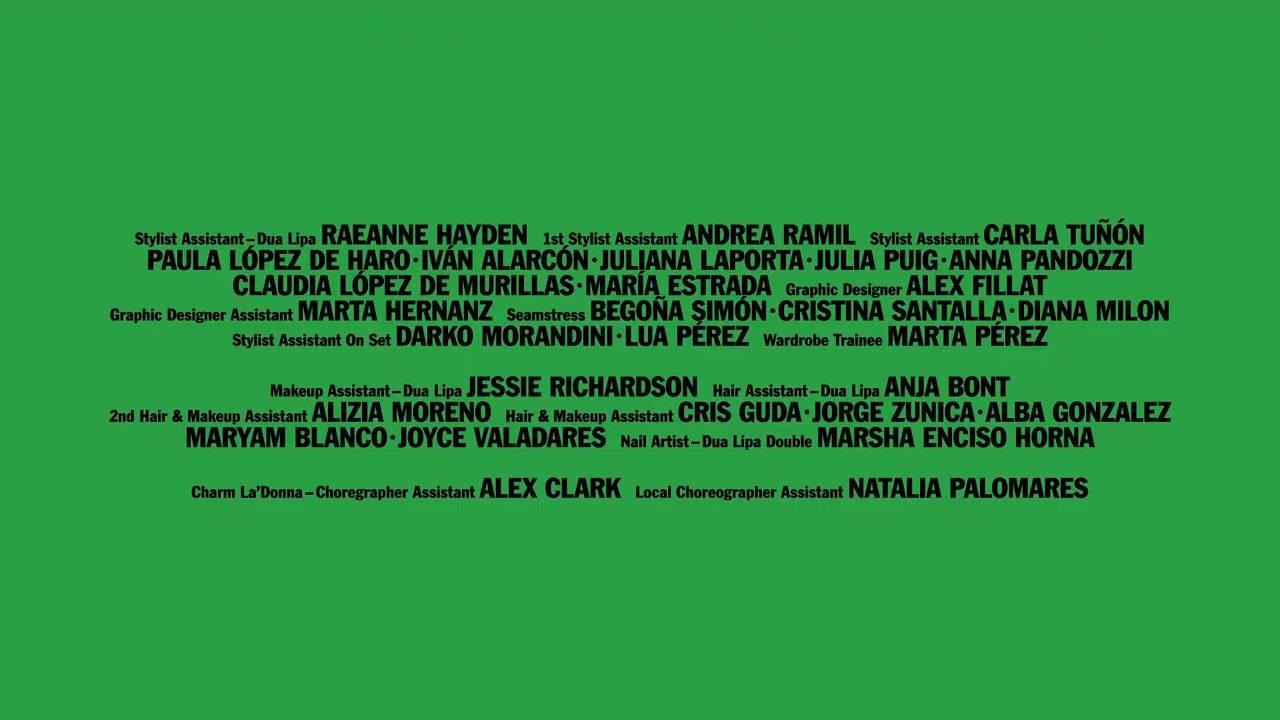 Stylist Assistant–Dua Lipa RAEANNE HAYDEN 1st Stylist Assistant ANDREA RAMIL Stylist Assistant CARLA TUÑÓN
PAULA LÓPEZ DE HARO·IVÁN ALARCÓN·JULIANA LAPORTA·JULIA PUIG·ANNA PANDOZZI
CLAUDIA LÓPEZ DE MURILLAS·MARÍA ESTRADA Graphic Designer ALEX FILLAT
Graphic Designer Assistant MARTA HERNANZ Seamstress BEGOÑA SIMÓN·CRISTINA SANTALLA·DIANA MILON
Stylist Assistant On Set DARKO MORANDINI·LUA PÉREZ Wardrobe Trainee MARTA PÉREZ
Makeup Assistant–Dua Lipa JESSIE RICHARDSON Hair Assistant–Dua Lipa ANJA BONT
2nd Hair & Makeup Assistant ALIZIA MORENO Hair & Makeup Assistant CRIS GUDA·JORGE ZUNICA·ALBA GONZALEZ
MARYAM BLANCO·JOYCE VALADARES Nail Artist–Dua Lipa Double MARSHA ENCISO HORNA
Charm La'Donna–Choregrapher Assistant ALEX CLARK Local Choreographer Assistant NATALIA PALOMARES